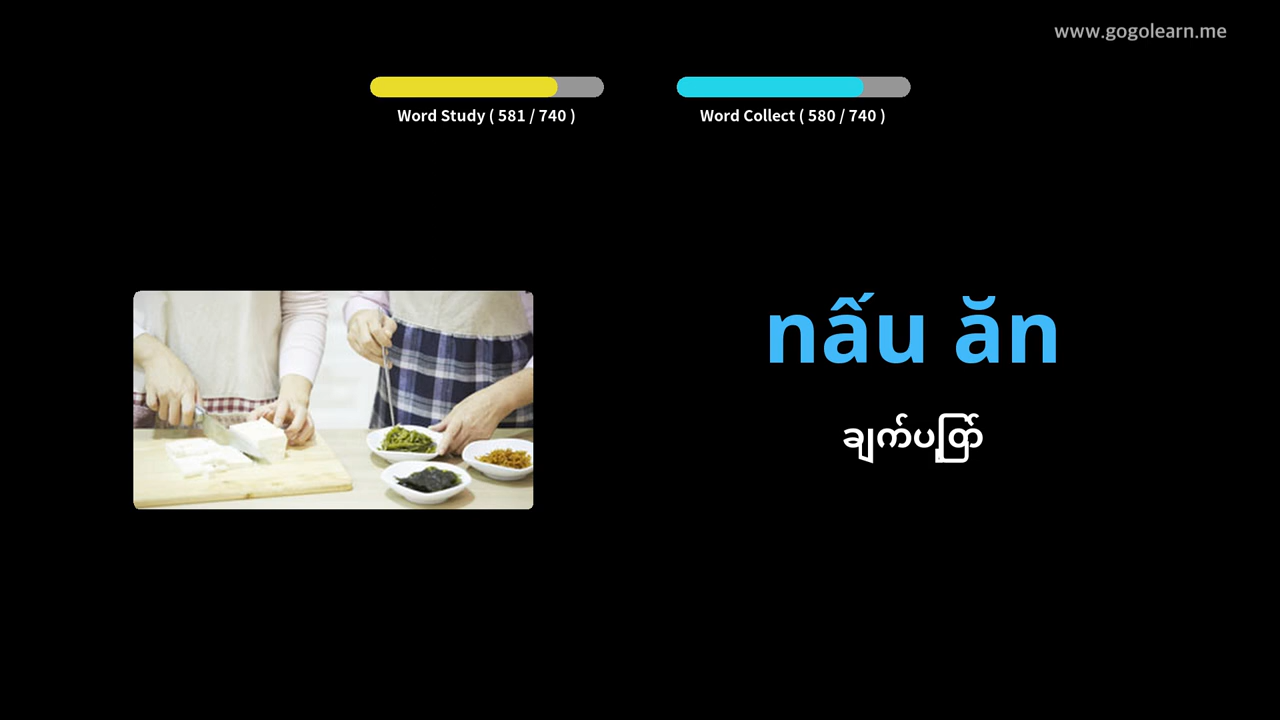 www.gogolearn.me
Word Study ( 581 / 740 )
Word Collect ( 580 / 740 )
nấu ăn
ချက်ပြုတ်